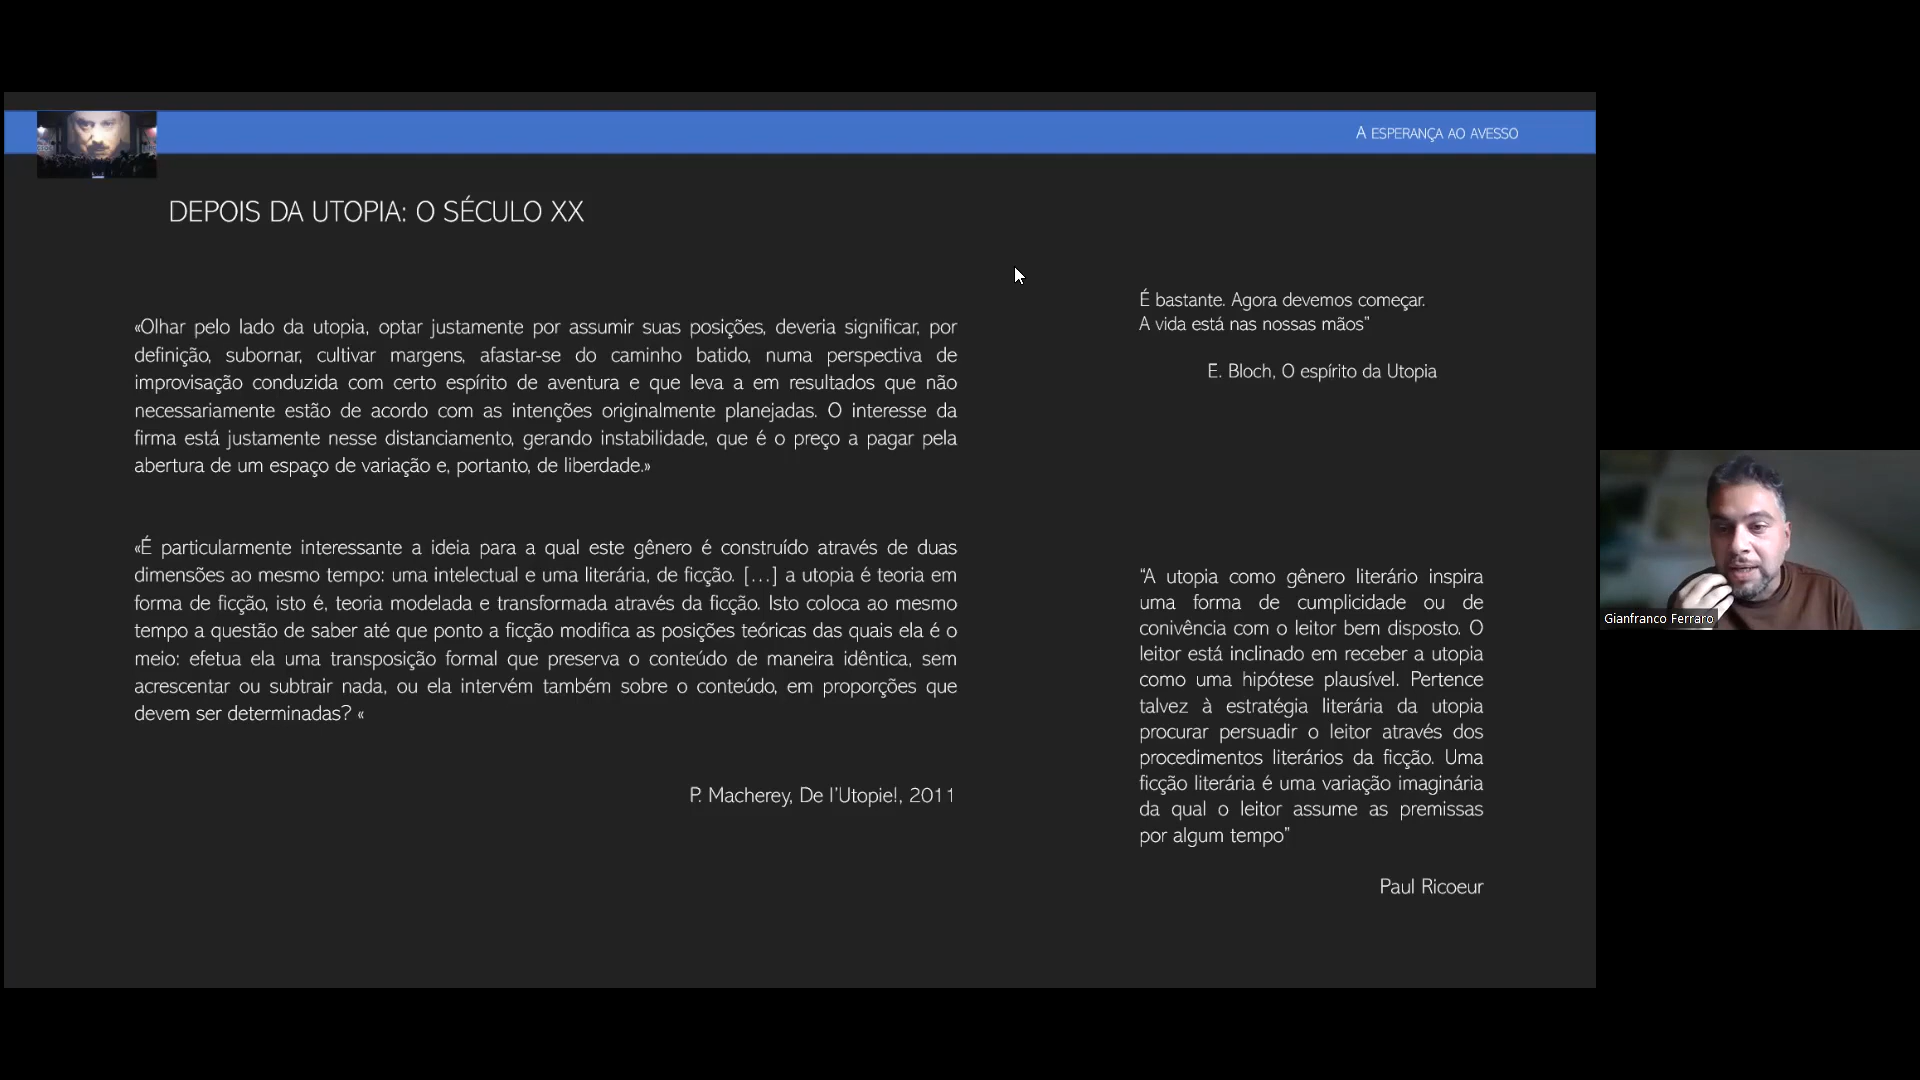 A ESPERANÇA AO AVESSO
DEPOIS DA UTOPIA: O SÉCULO XX
«Olhar pelo lado da utopia, optar justamente por assumir suas posições, deveria significar, por
definição, subornar, cultivar margens, afastar-se do caminho batido, numa perspectiva de
improvisação conduzida com certo espírito de aventura e que leva a em resultados que não
necessariamente estão de acordo com as intenções originalmente planejadas. O interesse da
firma está justamente nesse distanciamento, gerando instabilidade, que é o preço a pagar pela
abertura de um espaço de variação e, portanto, de liberdade.»
«É particularmente interessante a ideia para a qual este gênero é construído através de duas
dimensões ao mesmo tempo: uma intelectual e uma literária, de ficção. […] a utopia é teoria em
forma de ficção, isto é, teoria modelada e transformada através da ficção. Isto coloca ao mesmo
tempo a questão de saber até que ponto a ficção modifica as posições teóricas das quais ela é o
meio: efetua ela uma transposição formal que preserva o conteúdo de maneira idêntica, sem
acrescentar ou subtrair nada, ou ela intervém também sobre o conteúdo, em proporções que
devem ser determinadas? «
P. Macherey, De l’Utopie!, 2011
É bastante. Agora devemos começar.
A vida está nas nossas mãos”
E. Bloch, O espírito da Utopia
“A utopia como gênero literário inspira
uma forma de cumplicidade ou de
conivência com o leitor bem disposto. O
leitor está inclinado em receber a utopia
como uma hipótese plausível. Pertence
talvez à estratégia literária da utopia
procurar persuadir o leitor através dos
procedimentos literários da ficção. Uma
ficção literária é uma variação imaginária
da qual o leitor assume as premissas
por algum tempo”
Paul Ricoeur
Gianfranco Ferraro